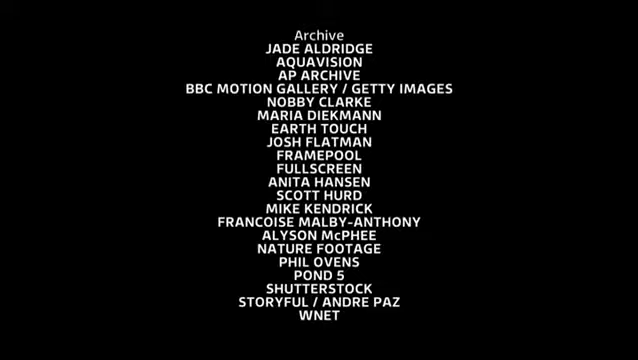 Archive
JADE ALDRIDGE
AQUAVISION
AP ARCHIVE
BBC MOTION GALLERY / GETTY IMAGES
NOBBY CLARKE
MARIA DIEKMANN
EARTH TOUCH
JOSH FLATMAN
FRAMEPOOL
FULLSCREEN
ANITA HANSEN
SCOTT HURD
MIKE KENDRICK
FRANCOISE MALBY-ANTHONY
ALYSON McPHEE
NATURE FOOTAGE
PHIL OVENS
POND 5
SHUTTERSTOCK
STORYFUL / ANDRE PAZ
WNET